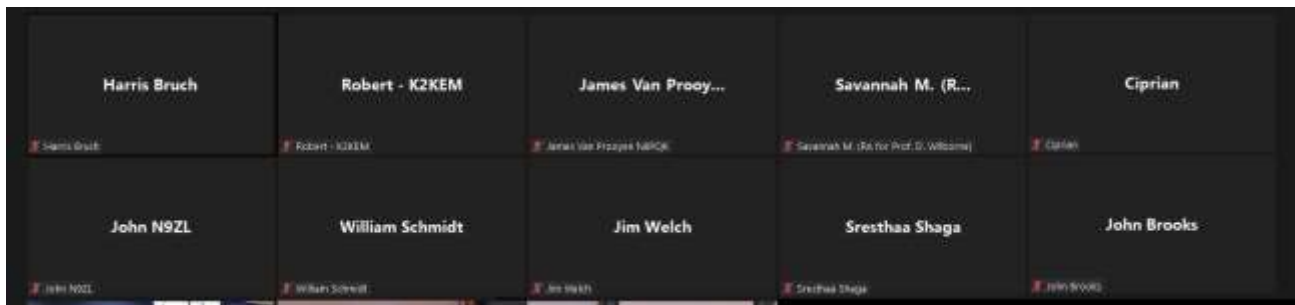 Harris Bruch
Robert - K2KEM
James Van Prooy...
Savannah M. (R...
Ciprian
Harris Bruch
Robert - K2KEM
James Van Prooyen N8PQK
Savannah M. (RA for Prof. D. Wilborne)
Ciprian
John N9ZL
William Schmidt
Jim Welch
Sresthaa Shaga
John Brooks
John N9ZL
William Schmidt
Jim Welch
Sresthaa Shaga
John Brooks